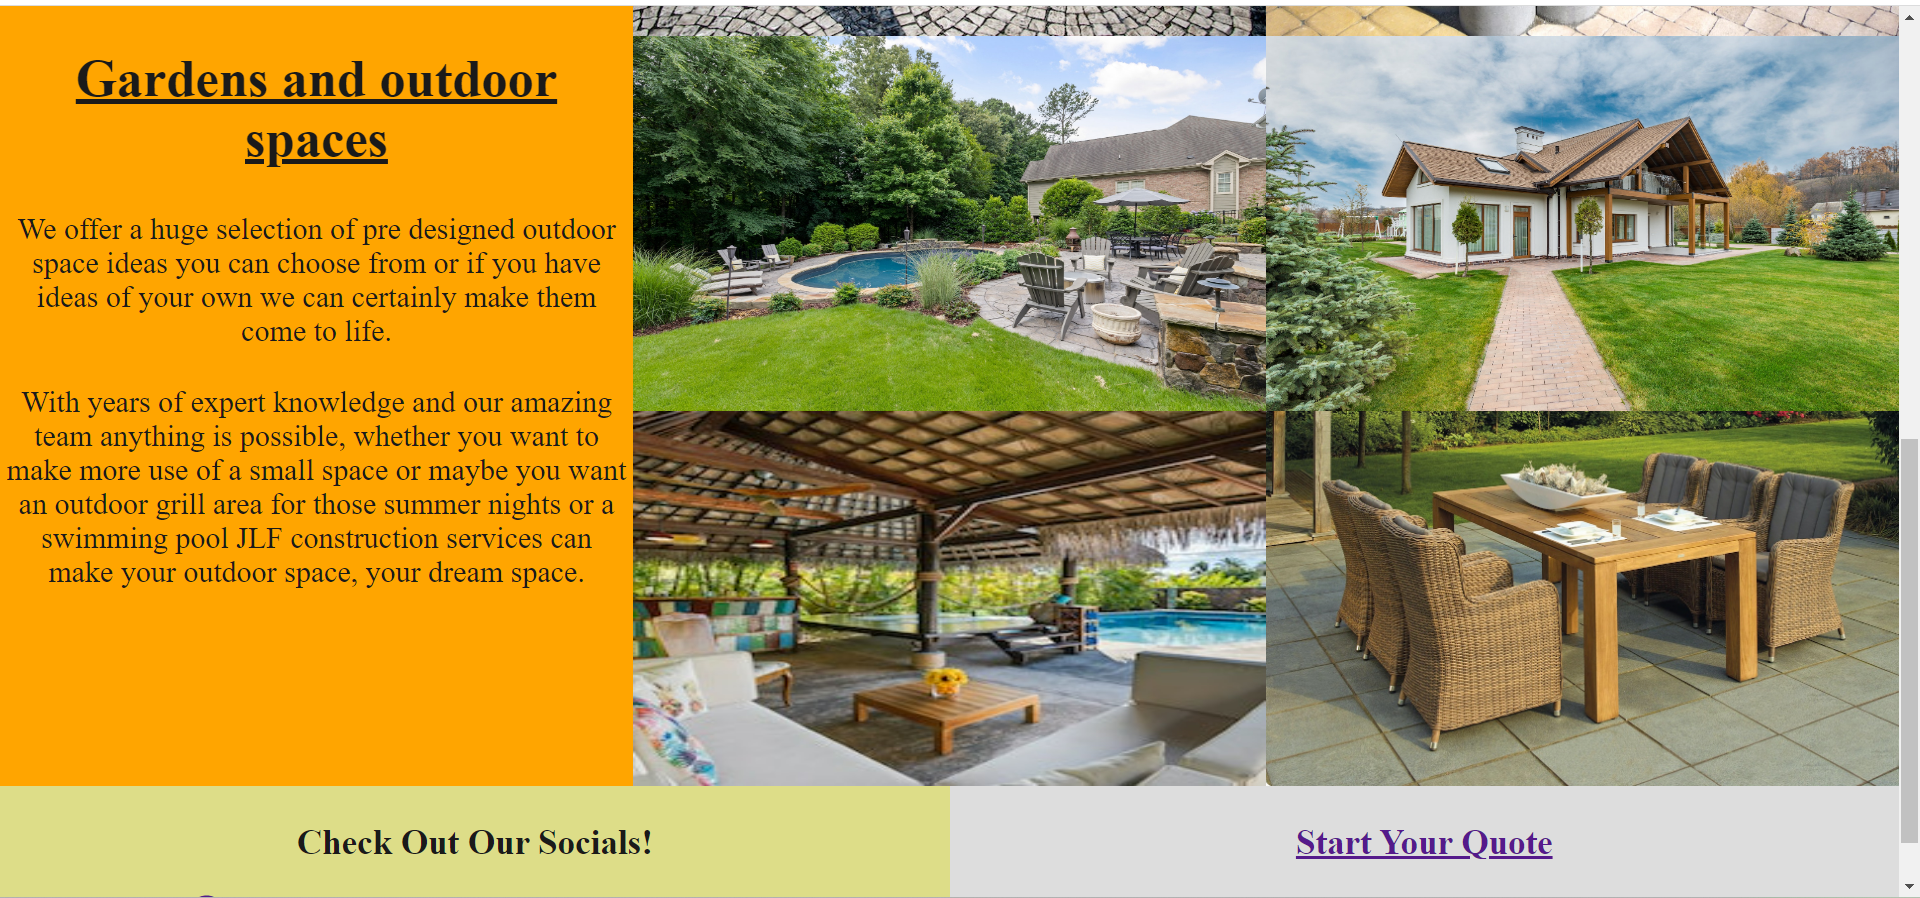 Gardens and outdoor
spaces
We offer a huge selection of pre designed outdoor
space ideas you can choose from or if you have
ideas of your own we can certainly make them
come to life.
With years of expert knowledge and our amazing
team anything is possible, whether you want to
make more use of a small space or maybe you want
an outdoor grill area for those summer nights or a
swimming pool JLF construction services can
make your outdoor space, your dream space.
Check Out Our Socials!
Start Your Quote